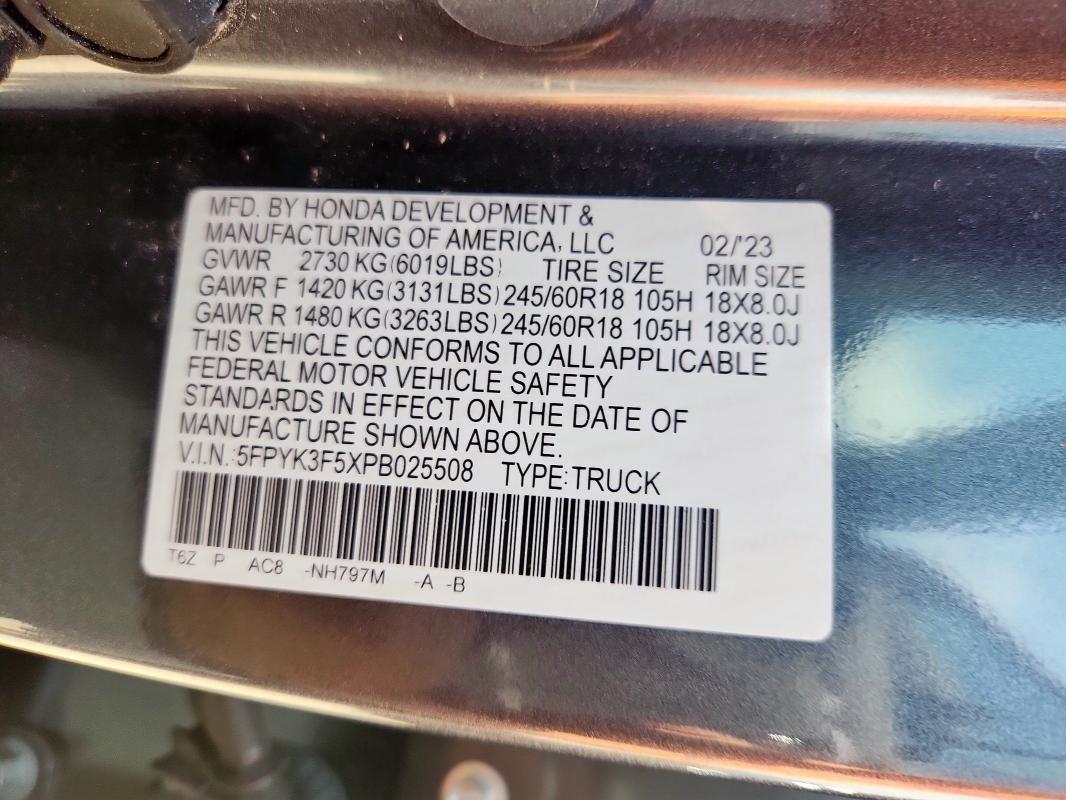 MFD. BY HONDA DEVELOPMENT &
MANUFACTURING OF AMERICA, LLC 02/'23
GVWR 2730 KG(6019LBS) TIRE SIZE RIM SIZE
GAWR F 1420 KG(3131LBS) 245/60R18 105H 18X8.0J
GAWR R 1480 KG(3263LBS) 245/60R18 105H 18X8.0J
THIS VEHICLE CONFORMS TO ALL APPLICABLE
FEDERAL MOTOR VEHICLE SAFETY
STANDARDS IN EFFECT ON THE DATE OF
MANUFACTURE SHOWN ABOVE.
V.I.N.:5FPYK3F5XPB025508 TYPE:TRUCK
T6Z P AC8 -NH797M -A -B